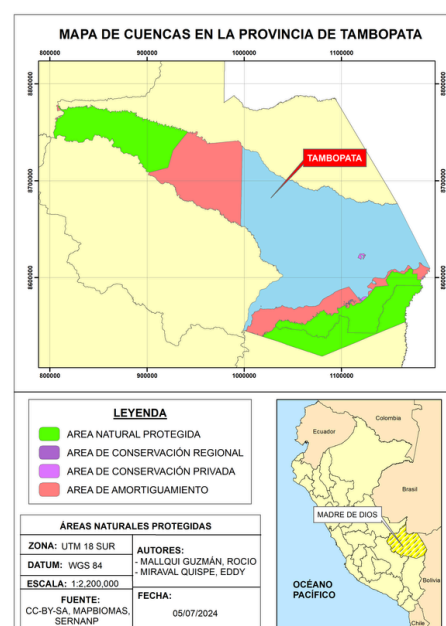 MAPA DE CUENCAS EN LA PROVINCIA DE TAMBOPATA
800000 900000 1000000 1100000
8800000 8800000
TAMBOPATA
8700000 8700000
8600000 8600000
800000 900000 1000000 1100000
LEYENDA
AREA NATURAL PROTEGIDA
AREA DE CONSERVACIÓN REGIONAL
AREA DE CONSERVACIÓN PRIVADA
AREA DE AMORTIGUAMIENTO
ÁREAS NATURALES PROTEGIDAS
ZONA: UTM 18 SUR
DATUM: WGS 84
ESCALA: 1:2,200,000
AUTORES:
- MALLQUI GUZMÁN, ROCIO
- MIRAVAL QUISPE, EDDY
FUENTE:
CC-BY-SA, MAPBIOMAS,
SERNANP
FECHA:
05/07/2024
Colombia
Ecuador
Brasil
MADRE DE DIOS
Bolivia
OCÉANO
PACÍFICO
Chile